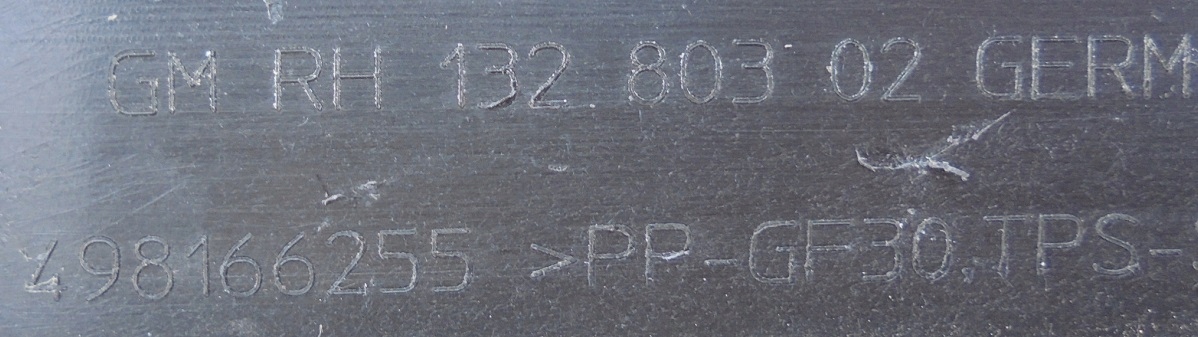 GM RH 132 803 02 GERM
498166255 >PP-GF30,TPS-